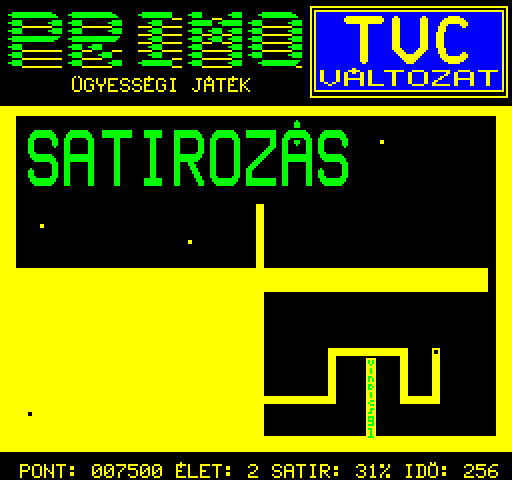 PRIMO
ÜGYESSÉGI JÁTÉK
TVC
VÁLTOZAT
SATIROZÁS
PONT: 007500 ÉLET: 2 SATIR: 31% IDŐ: 256